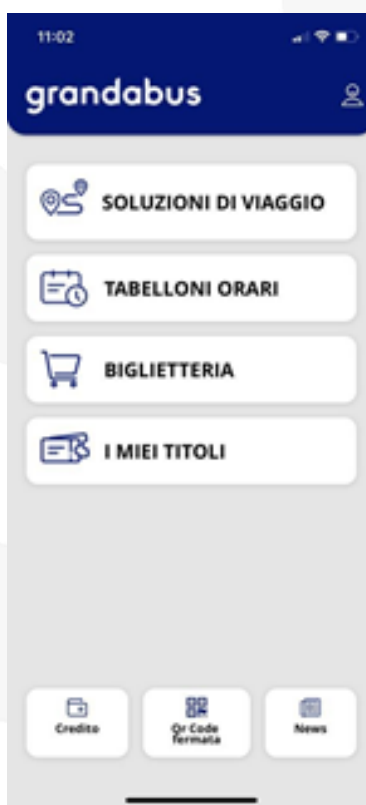 11:02
grandabus
SOLUZIONI DI VIAGGIO
TABELLONI ORARI
BIGLIETTERIA
I MIEI TITOLI
Credito
Qr Code
fermata
News